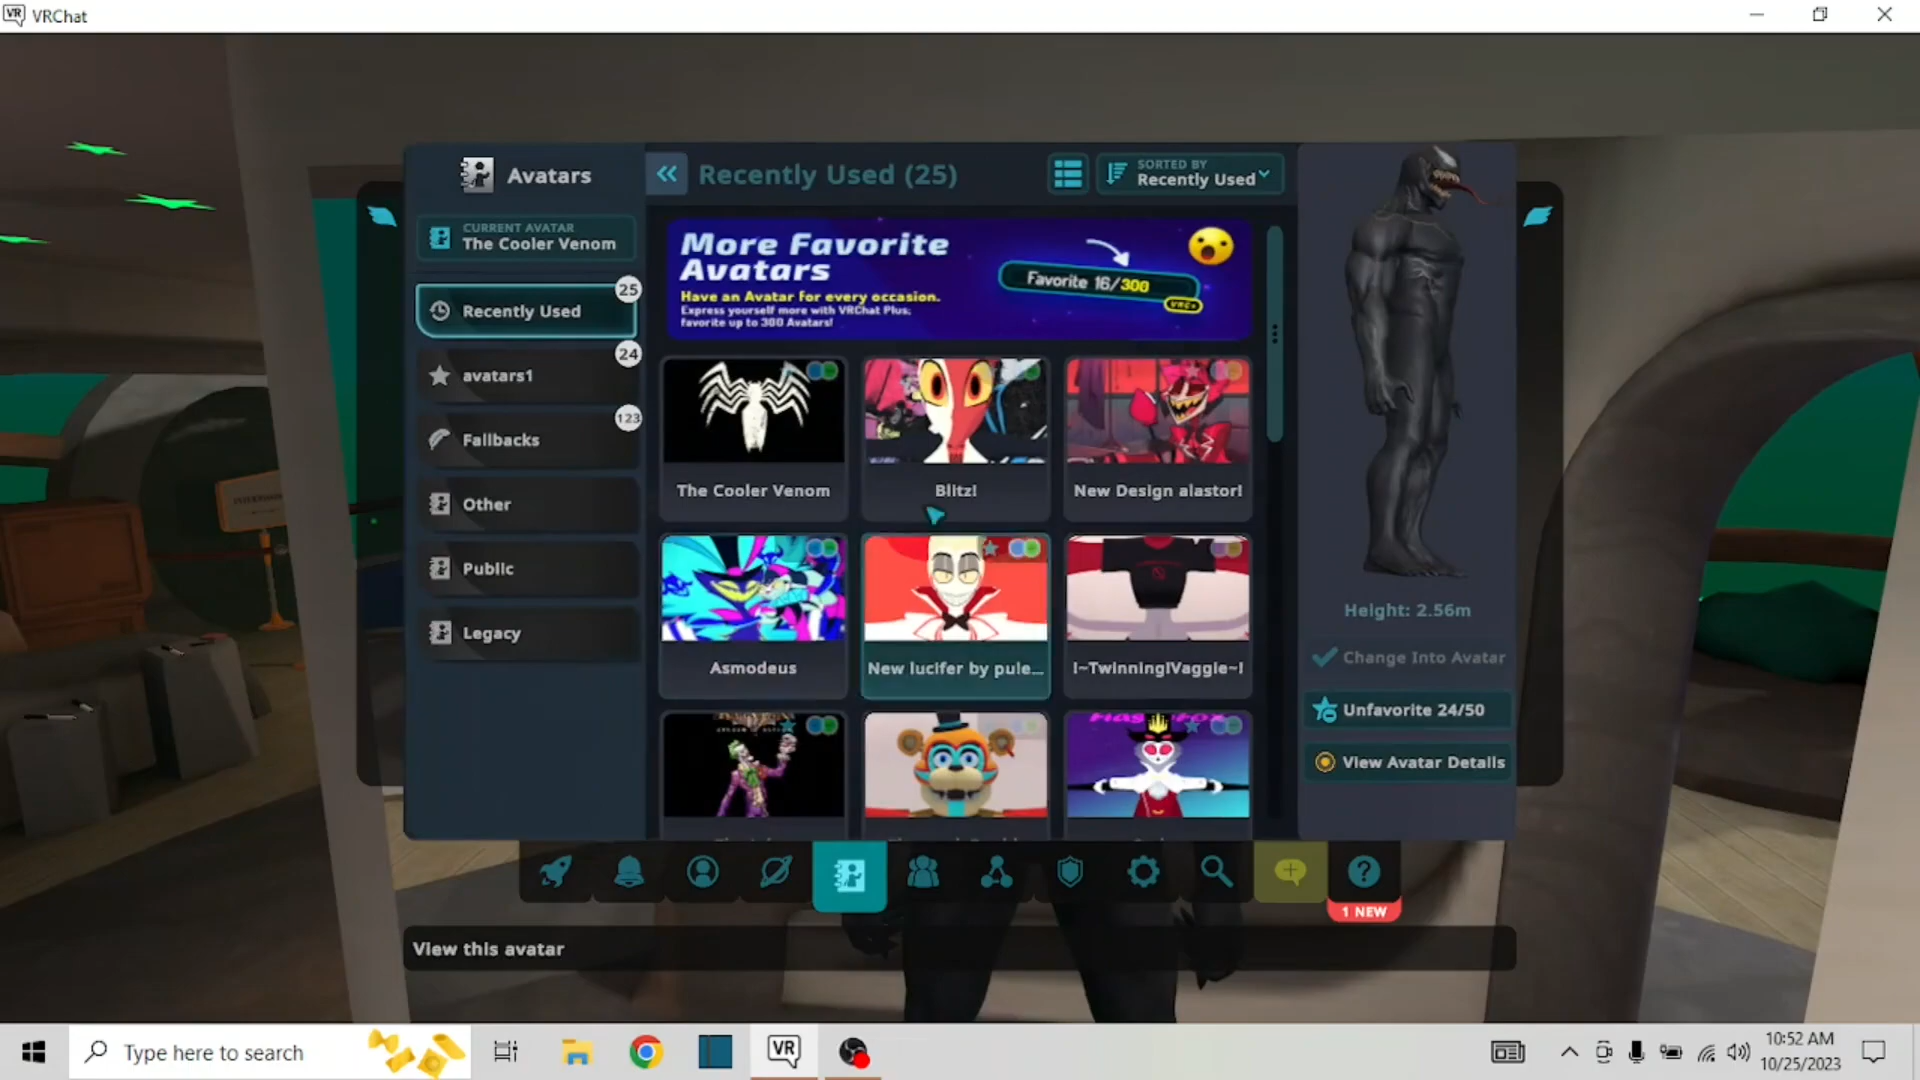 VRChat
Avatars
CURRENT AVATAR
The Cooler Venom
25
Recently Used
24
avatars1
123
Fallbacks
Other
Public
Legacy
Recently Used (25)
SORTED BY
Recently Used
More Favorite
Avatars
Have an Avatar for every occasion.
Express yourself more with VRChat Plus;
favorite up to 300 Avatars!
Favorite 16/300
VRC+
The Cooler Venom
Blitz!
New Design alastor!
Asmodeus
New lucifer by pule...
!~Twinning!Vaggie~!
Height: 2.56m
Change Into Avatar
Unfavorite 24/50
View Avatar Details
1 NEW
View this avatar
Type here to search
VR
10:52 AM
10/25/2023